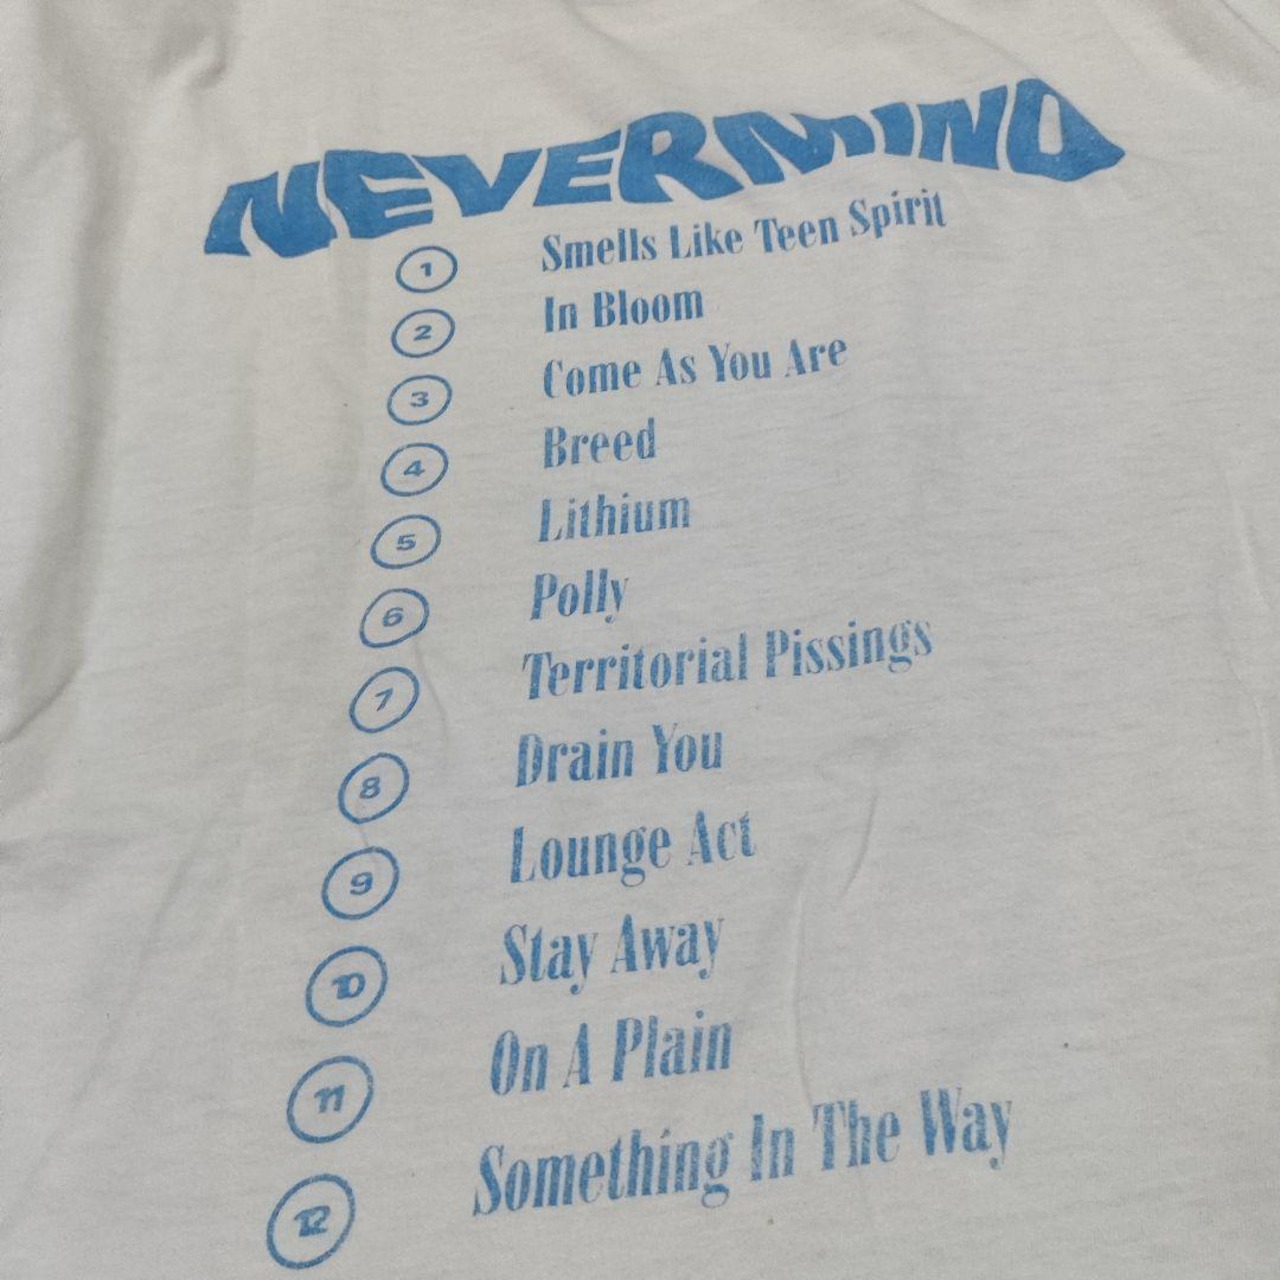 NEVERMIND
1 Smells Like Teen Spirit
2 In Bloom
3 Come As You Are
4 Breed
5 Lithium
6 Polly
7 Territorial Pissings
8 Drain You
9 Lounge Act
10 Stay Away
11 On A Plain
12 Something In The Way